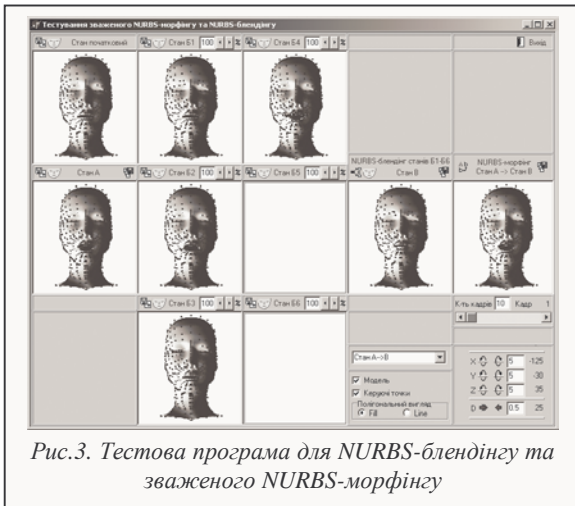 Тестування зваженого NURBS-морфінгу та NURBS-блендінгу
Стан початковий
Стан Б1 100 %
Стан Б4 100 %
Вихід
NURBS-блендінг станів Б1-Б6
Стан А
Стан Б2 100 %
Стан Б5 100 %
Стан В
NURBS-морфінг
Стан А -> Стан В
Стан Б3 100 %
Стан Б6 100 %
К-ть кадрів 10 Кадр 1
Стан А->В
Модель
Керуючі точки
Полігональний вигляд
Fill Line
X 5 -125
Y 5 -30
Z 5 35
D 0.5 25
Рис.3. Тестова програма для NURBS-блендінгу та
зваженого NURBS-морфінгу